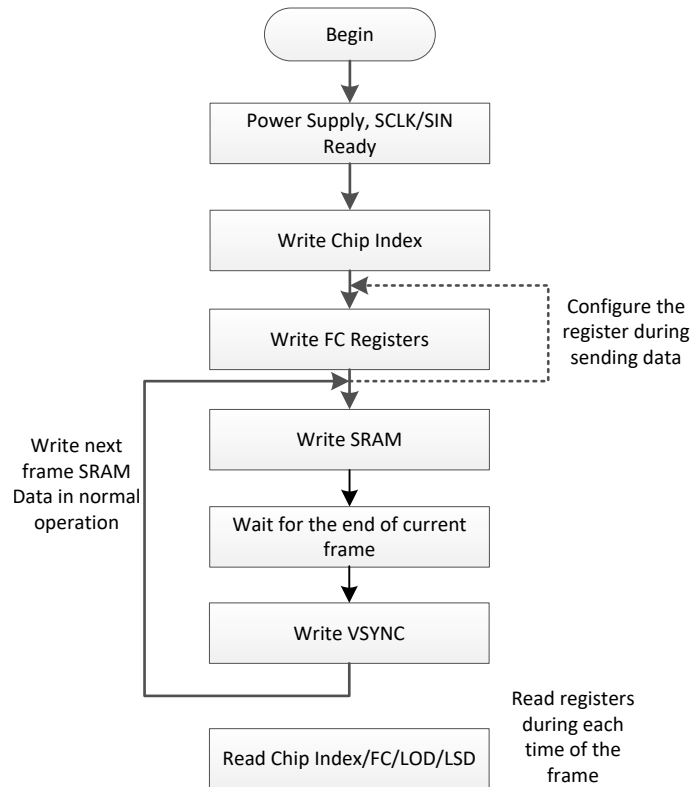 Begin
Power Supply, SCLK/SIN
Ready
Write Chip Index
Configure the
register during
sending data
Write FC Registers
Write next
frame SRAM
Data in normal
operation
Write SRAM
Wait for the end of current
frame
Write VSYNC
Read registers
during each
time of the
frame
Read Chip Index/FC/LOD/LSD